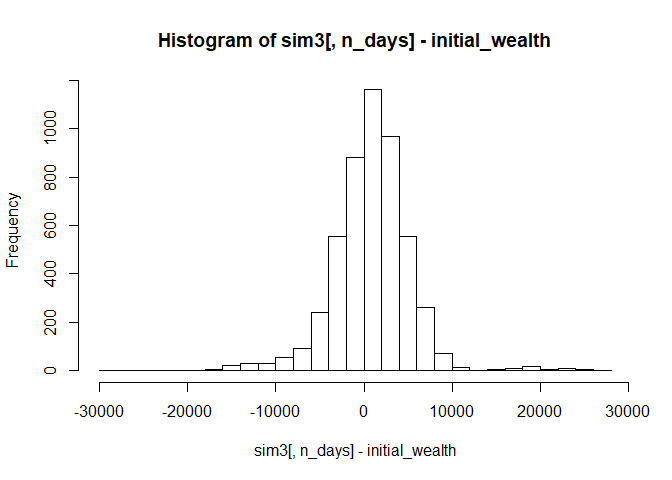 Histogram of sim3[, n_days] - initial_wealth
Frequency
1000
800
600
400
200
0
-30000 -20000 -10000 0 10000 20000 30000
sim3[, n_days] - initial_wealth